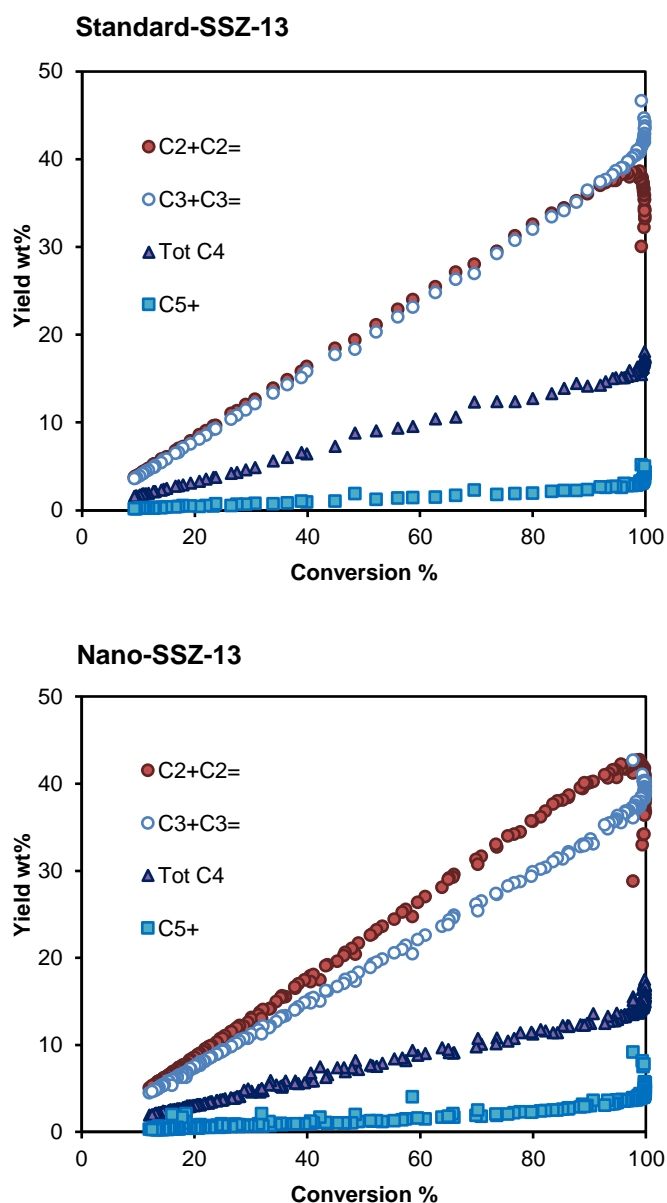 Standard-SSZ-13
50
40
30
20
10
0
C2+C2=
C3+C3=
Tot C4
C5+
Yield wt%
0 20 40 60 80 100
Conversion %
Nano-SSZ-13
50
40
30
20
10
0
C2+C2=
C3+C3=
Tot C4
C5+
Yield wt%
0 20 40 60 80 100
Conversion %